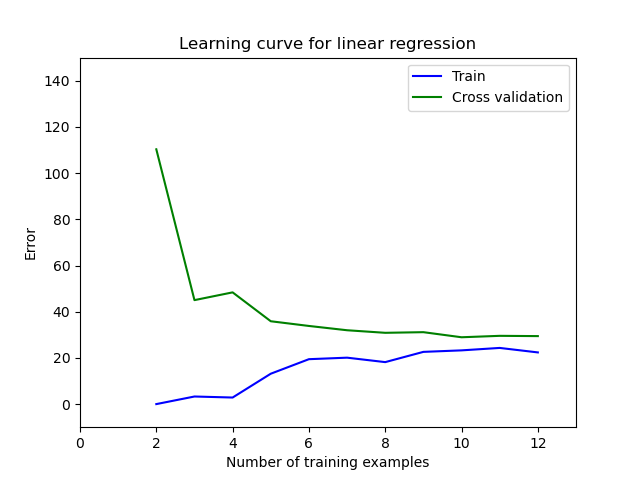 Learning curve for linear regression
140
120
100
80
60
40
20
0
Error
Train
Cross validation
0 2 4 6 8 10 12
Number of training examples